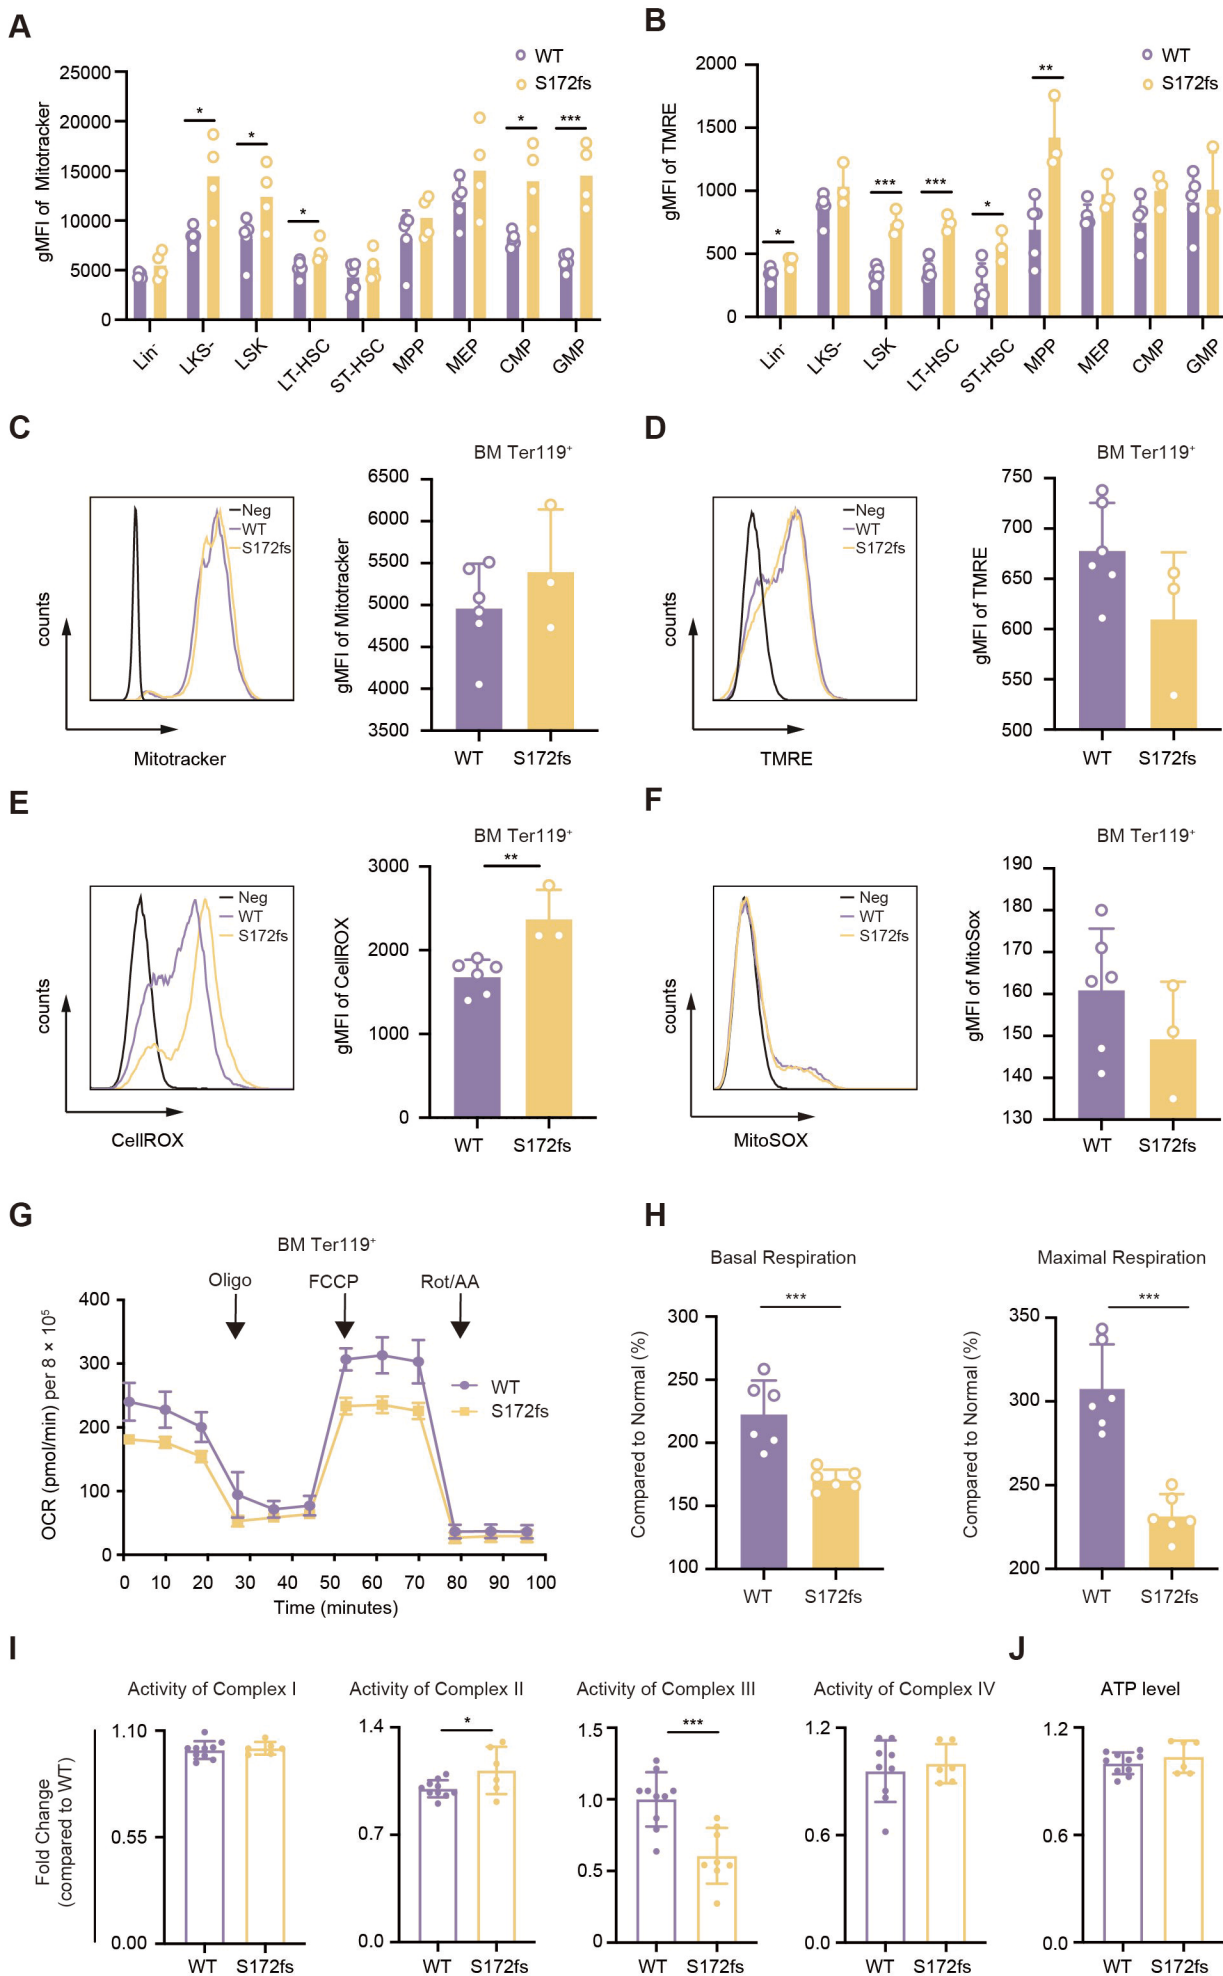 A
WT
S172fs
gMFI of Mitotracker
25000
20000
15000
10000
5000
0
*
*
*
*
***
Lin-
LKS-
LSK
LT-HSC
ST-HSC
MPP
MEP
CMP
GMP
B
WT
S172fs
gMFI of TMRE
2000
1500
1000
500
0
*
***
***
*
**
Lin-
LKS-
LSK
LT-HSC
ST-HSC
MPP
MEP
CMP
GMP
C
Neg
WT
S172fs
counts
Mitotracker
BM Ter119+
gMFI of Mitotracker
6500
6000
5500
5000
4500
4000
3500
WT
S172fs
D
Neg
WT
S172fs
counts
TMRE
BM Ter119+
gMFI of TMRE
750
700
650
600
550
500
WT
S172fs
E
Neg
WT
S172fs
counts
CellROX
BM Ter119+
**
gMFI of CellROX
3000
2000
1000
0
WT
S172fs
F
Neg
WT
S172fs
counts
MitoSOX
BM Ter119+
gMFI of MitoSox
190
180
170
160
150
140
130
WT
S172fs
G
BM Ter119+
Oligo
FCCP
Rot/AA
OCR (pmol/min) per 8 × 10⁵
400
300
200
100
0
WT
S172fs
0 10 20 30 40 50 60 70 80 90 100
Time (minutes)
H
Basal Respiration
***
Compared to Normal (%)
300
250
200
150
100
WT
S172fs
Maximal Respiration
***
Compared to Normal (%)
350
300
250
200
WT
S172fs
I
Fold Change
(compared to WT)
Activity of Complex I
1.10
0.55
0.00
WT
S172fs
Activity of Complex II
*
1.4
0.7
0.0
WT
S172fs
Activity of Complex III
***
1.5
1.0
0.5
0
WT
S172fs
Activity of Complex IV
1.2
0.6
0.0
WT
S172fs
J
ATP level
1.2
0.6
0.0
WT
S172fs